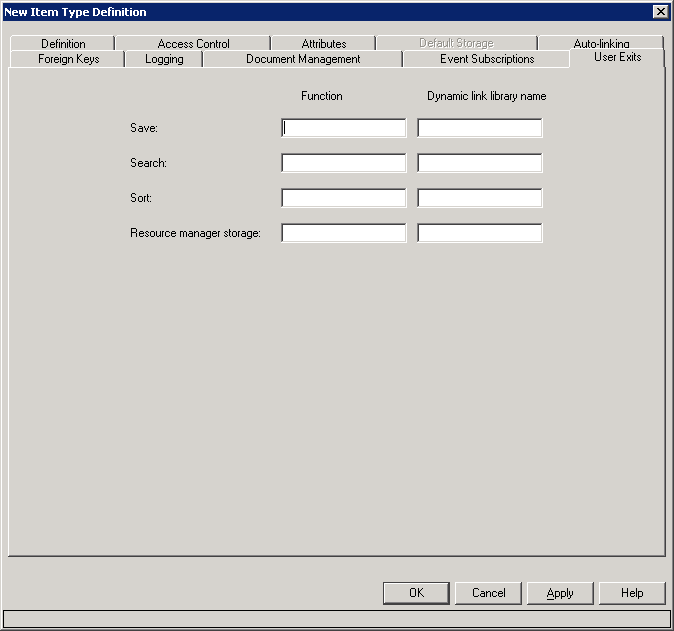 New Item Type Definition
Definition Access Control Attributes Default Storage Auto-linking
Foreign Keys Logging Document Management Event Subscriptions User Exits
Function Dynamic link library name
Save:
Search:
Sort:
Resource manager storage:
OK Cancel Apply Help